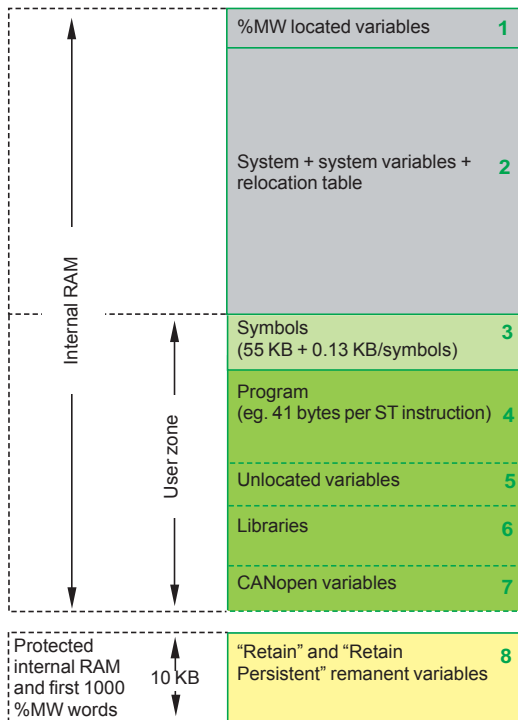 %MW located variables 1
System + system variables + 2
relocation table
Internal RAM
Symbols 3
(55 KB + 0.13 KB/symbols)
User zone
Program
(eg. 41 bytes per ST instruction) 4
Unlocated variables 5
Libraries 6
CANopen variables 7
Protected
internal RAM
and first 1000
%MW words
10 KB
“Retain” and “Retain 8
Persistent” remanent variables